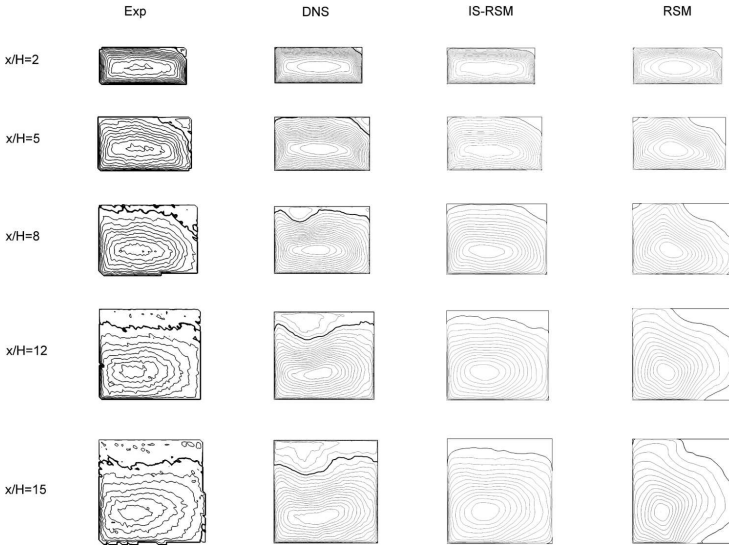 Exp DNS IS-RSM RSM
x/H=2
x/H=5
x/H=8
x/H=12
x/H=15